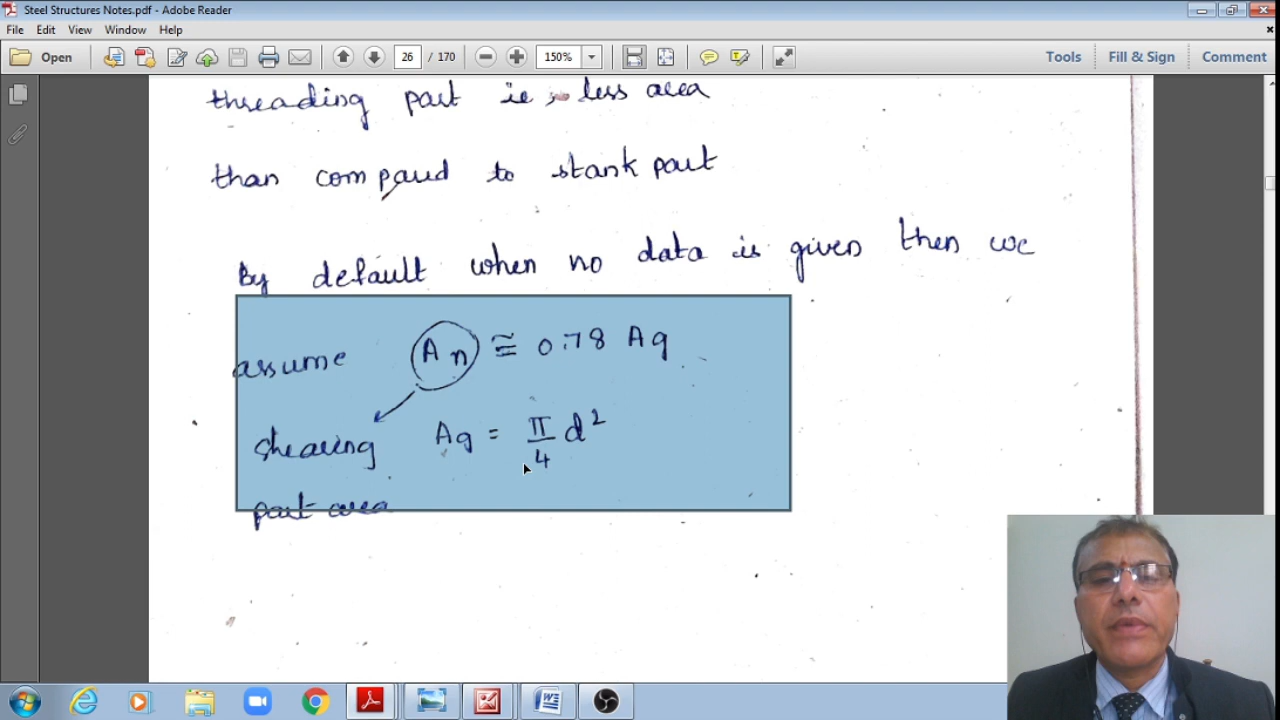 Steel Structures Notes.pdf - Adobe Reader
File Edit View Window Help
Open 26 / 170 150% Tools Fill & Sign Comment
threading part ie, less area
than compaud to stank part
By default when no data is given then we
assume An ≅ 0.78 Ag
shearing Ag = π/4 d²
part area